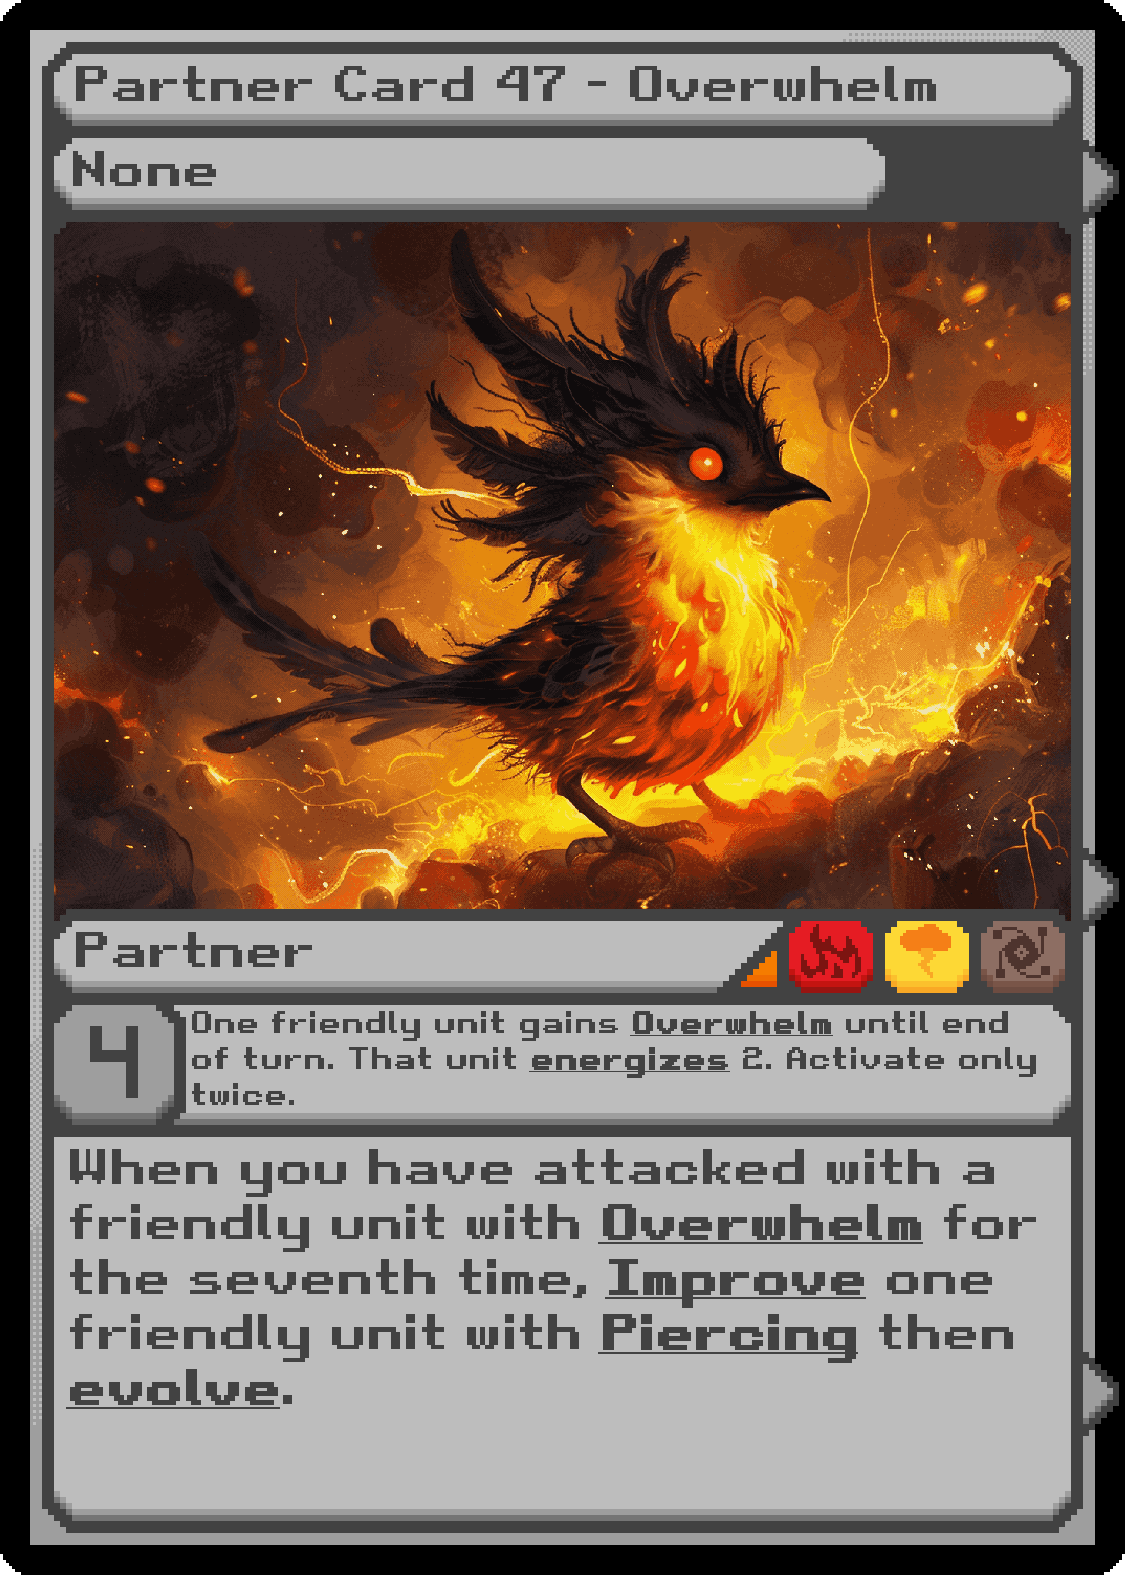 Partner Card 47 - Overwhelm
None
Partner
4
One friendly unit gains Overwhelm until end
of turn. That unit energizes 2. Activate only
twice.
When you have attacked with a
friendly unit with Overwhelm for
the seventh time, Improve one
friendly unit with Piercing then
evolve.